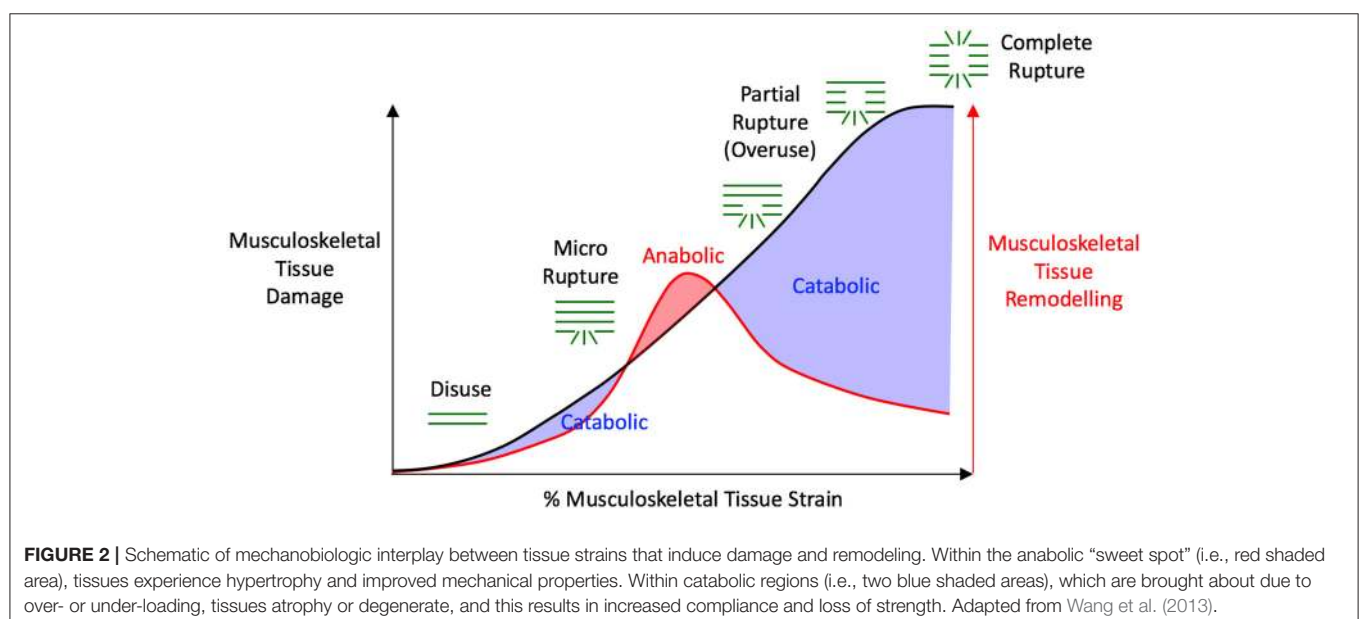 Complete
Rupture
Partial
Rupture
(Overuse)
Musculoskeletal
Tissue
Damage
Micro
Rupture
Anabolic
Catabolic
Musculoskeletal
Tissue
Remodelling
Disuse
Catabolic
% Musculoskeletal Tissue Strain
FIGURE 2 | Schematic of mechanobiologic interplay between tissue strains that induce damage and remodeling. Within the anabolic “sweet spot” (i.e., red shaded
area), tissues experience hypertrophy and improved mechanical properties. Within catabolic regions (i.e., two blue shaded areas), which are brought about due to
over- or under-loading, tissues atrophy or degenerate, and this results in increased compliance and loss of strength. Adapted from Wang et al. (2013).